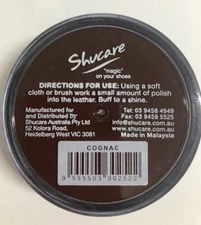 Shucare
"magic"
on your shoes
DIRECTIONS FOR USE: Using a soft
cloth or brush work a small amount of polish
into the leather. Buff to a shine.
Manufactured for
and Distributed by
Shucare Australia Pty Ltd
52 Kolora Road,
Heidelberg West VIC 3081
Tel: 03 9458 4949
Fax: 03 9459 5525
info@shucare.com.au
www.shucare.com.au
Made in Malaysia
COGNAC
9 555503 302522